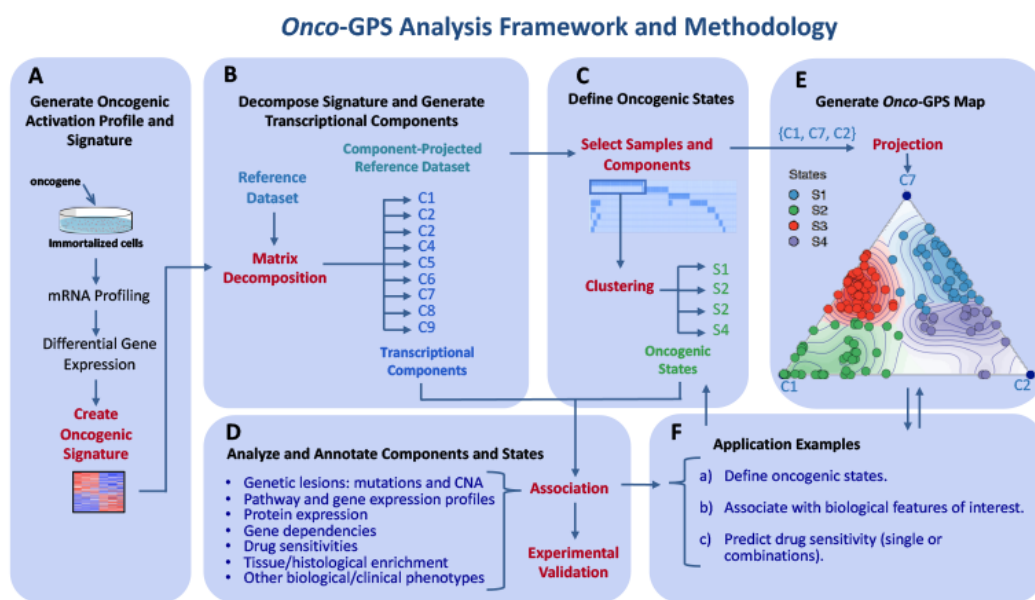 Onco-GPS Analysis Framework and Methodology
A
Generate Oncogenic
Activation Profile and
Signature
oncogene
Immortalized cells
mRNA Profiling
Differential Gene
Expression
Create
Oncogenic
Signature
B
Decompose Signature and Generate
Transcriptional Components
Component-Projected
Reference Dataset
Reference
Dataset
Matrix
Decomposition
C1
C2
C2
C4
C5
C6
C7
C8
C9
Transcriptional
Components
C
Define Oncogenic States
Select Samples and
Components
Clustering
S1
S2
S2
S4
Oncogenic
States
E
Generate Onco-GPS Map
{C1, C7, C2}
Projection
C7
States
S1
S2
S3
S4
C1
C2
D
Analyze and Annotate Components and States
• Genetic lesions: mutations and CNA
• Pathway and gene expression profiles
• Protein expression
• Gene dependencies
• Drug sensitivities
• Tissue/histological enrichment
• Other biological/clinical phenotypes
Association
Experimental
Validation
F
Application Examples
a) Define oncogenic states.
b) Associate with biological features of interest.
c) Predict drug sensitivity (single or
combinations).